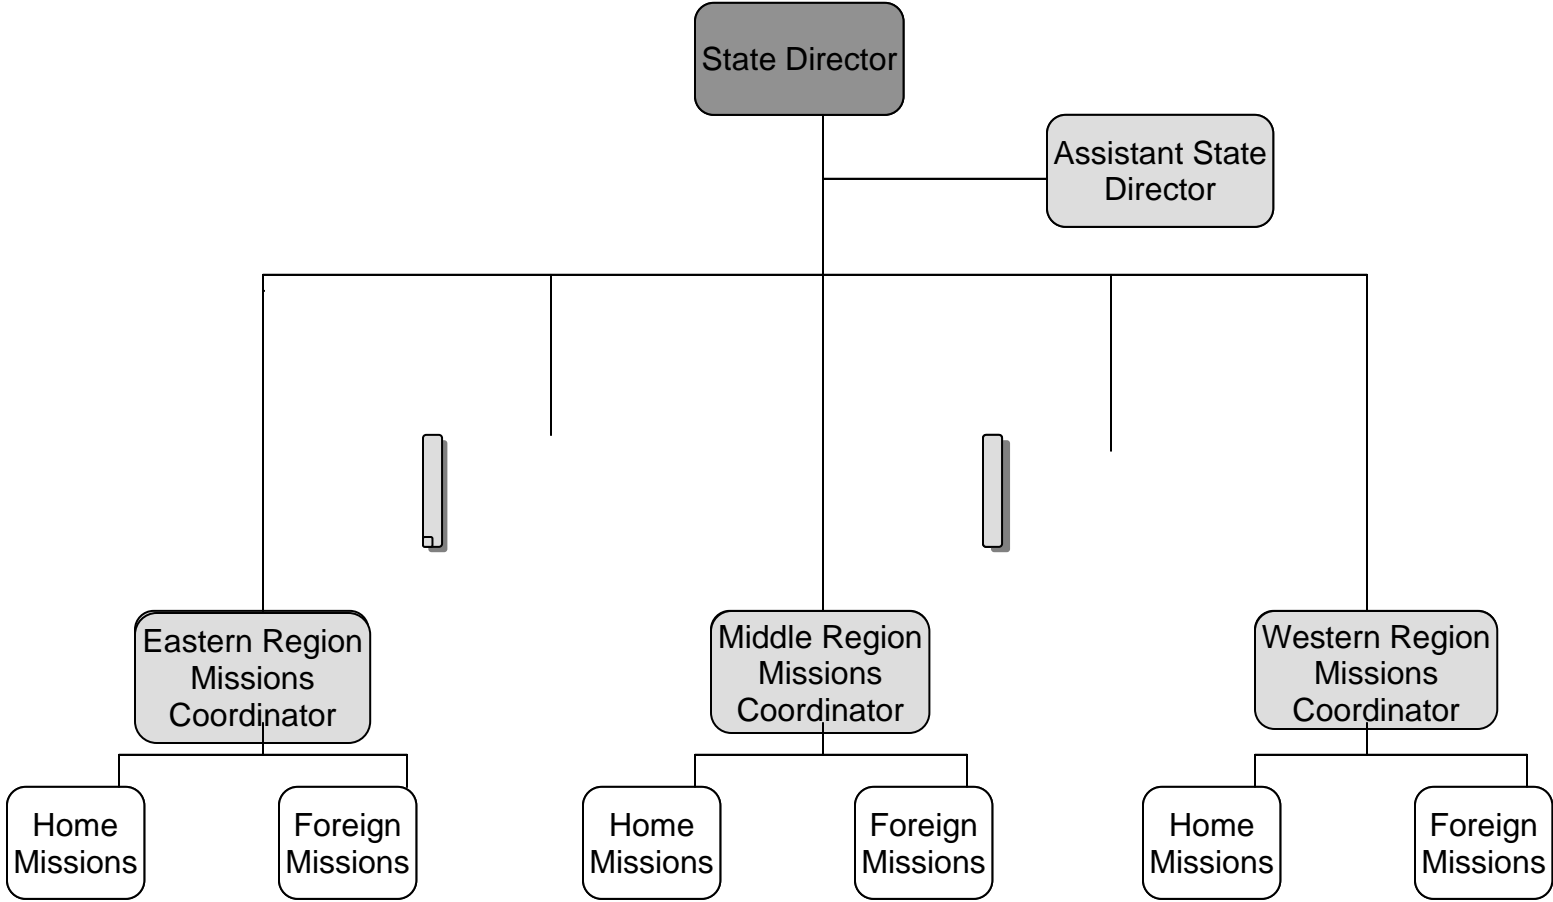 State Director
Assistant State
Director
Eastern Region
Missions
Coordinator
Middle Region
Missions
Coordinator
Western Region
Missions
Coordinator
Home
Missions
Foreign
Missions
Home
Missions
Foreign
Missions
Home
Missions
Foreign
Missions